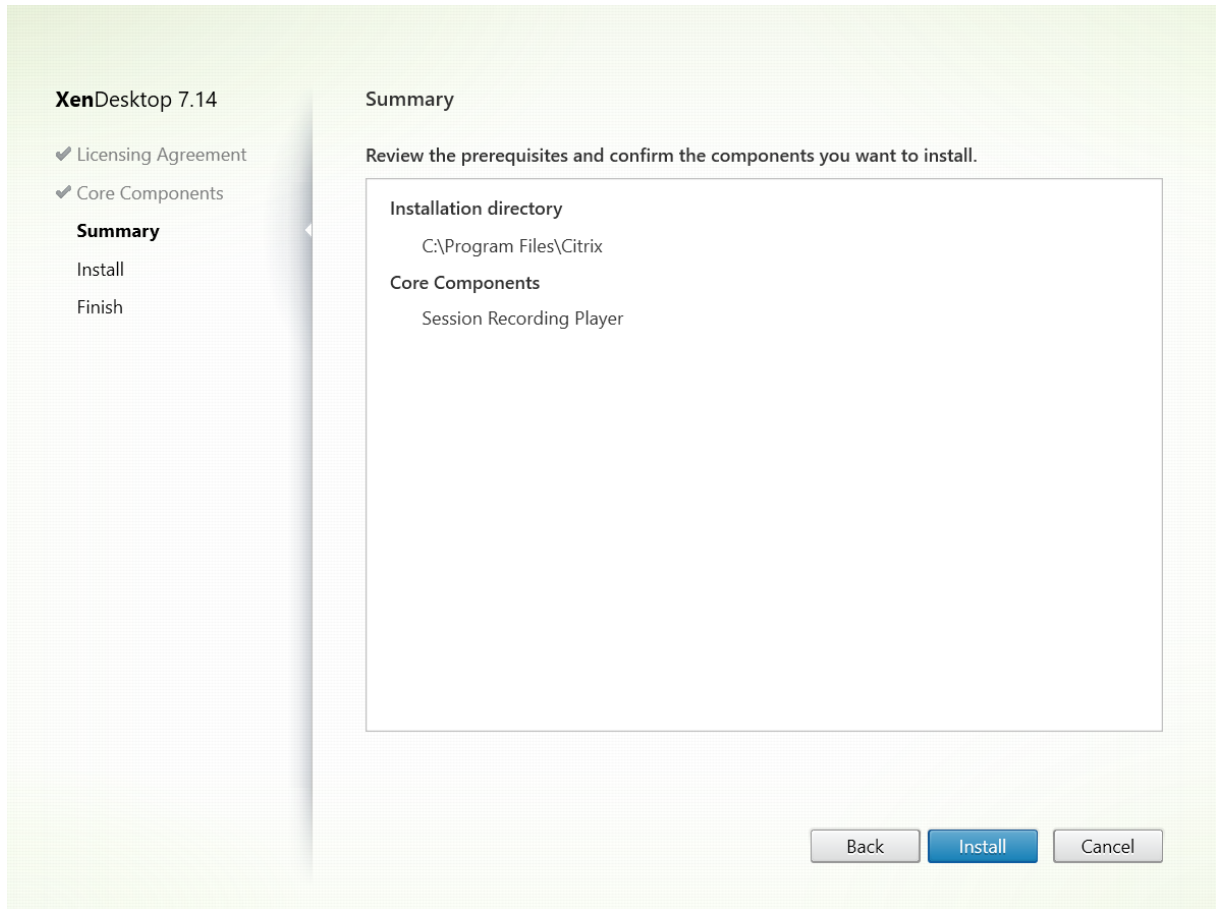 XenDesktop 7.14
Licensing Agreement
Core Components
Summary
Install
Finish
Summary
Review the prerequisites and confirm the components you want to install.
Installation directory
C:\Program Files\Citrix
Core Components
Session Recording Player
Back
Install
Cancel